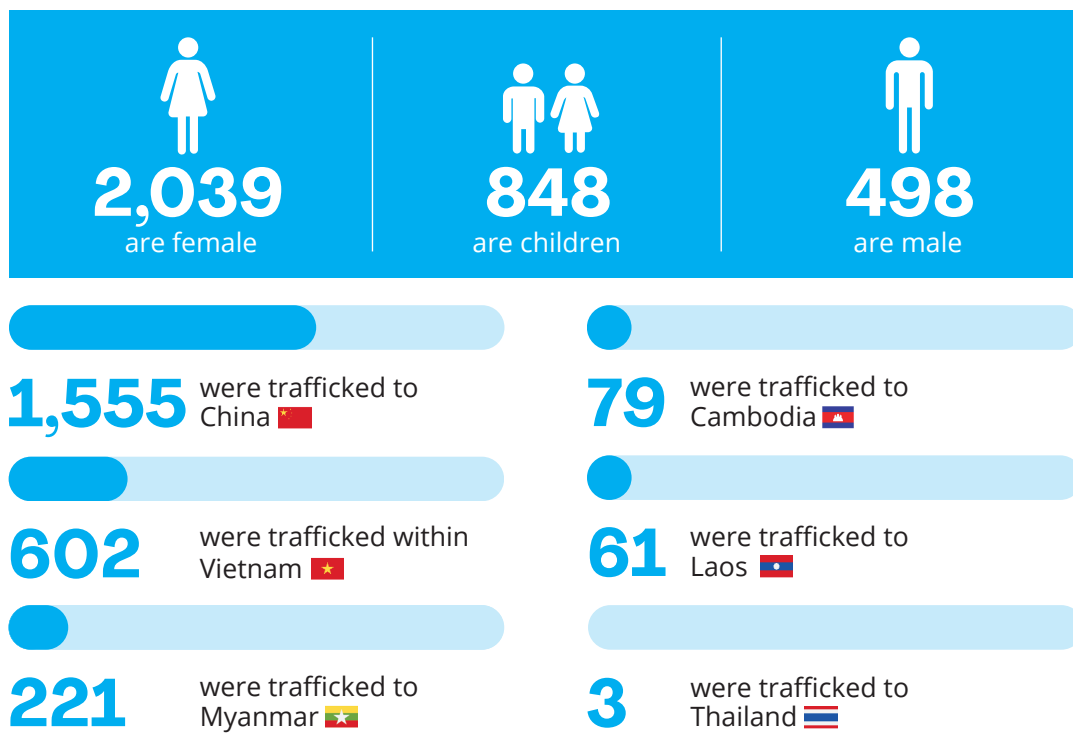 2,039
are female
848
are children
498
are male
1,555
were trafficked to
China
79
were trafficked to
Cambodia
602
were trafficked within
Vietnam
61
were trafficked to
Laos
221
were trafficked to
Myanmar
3
were trafficked to
Thailand